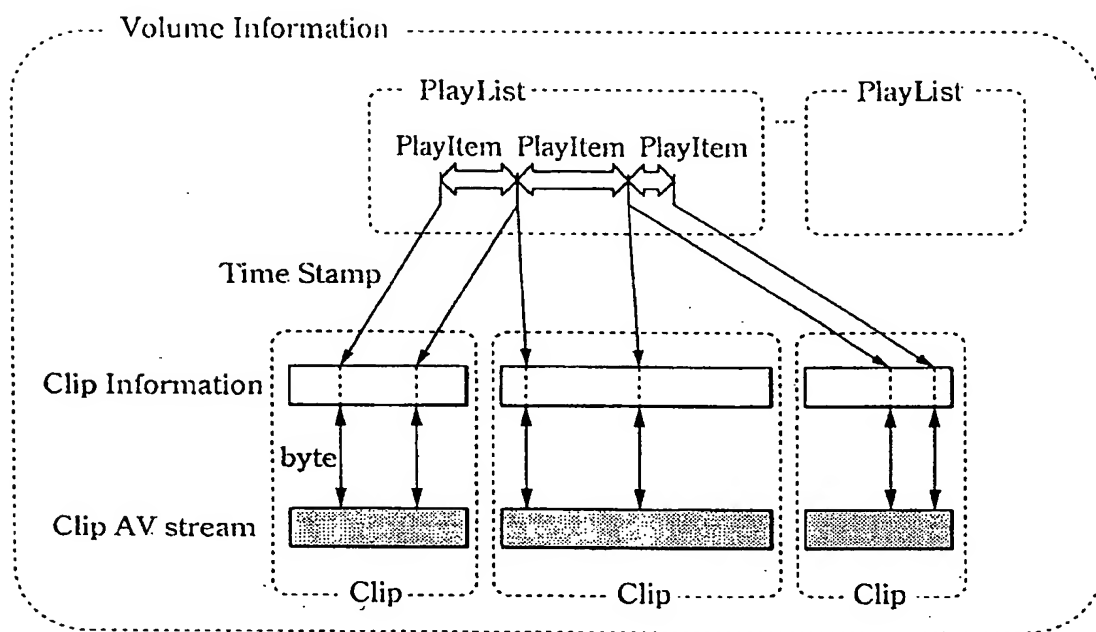 Volume Information
PlayList
PlayList
PlayItem PlayItem PlayItem
Time Stamp
Clip Information
byte
Clip AV stream
Clip
Clip
Clip